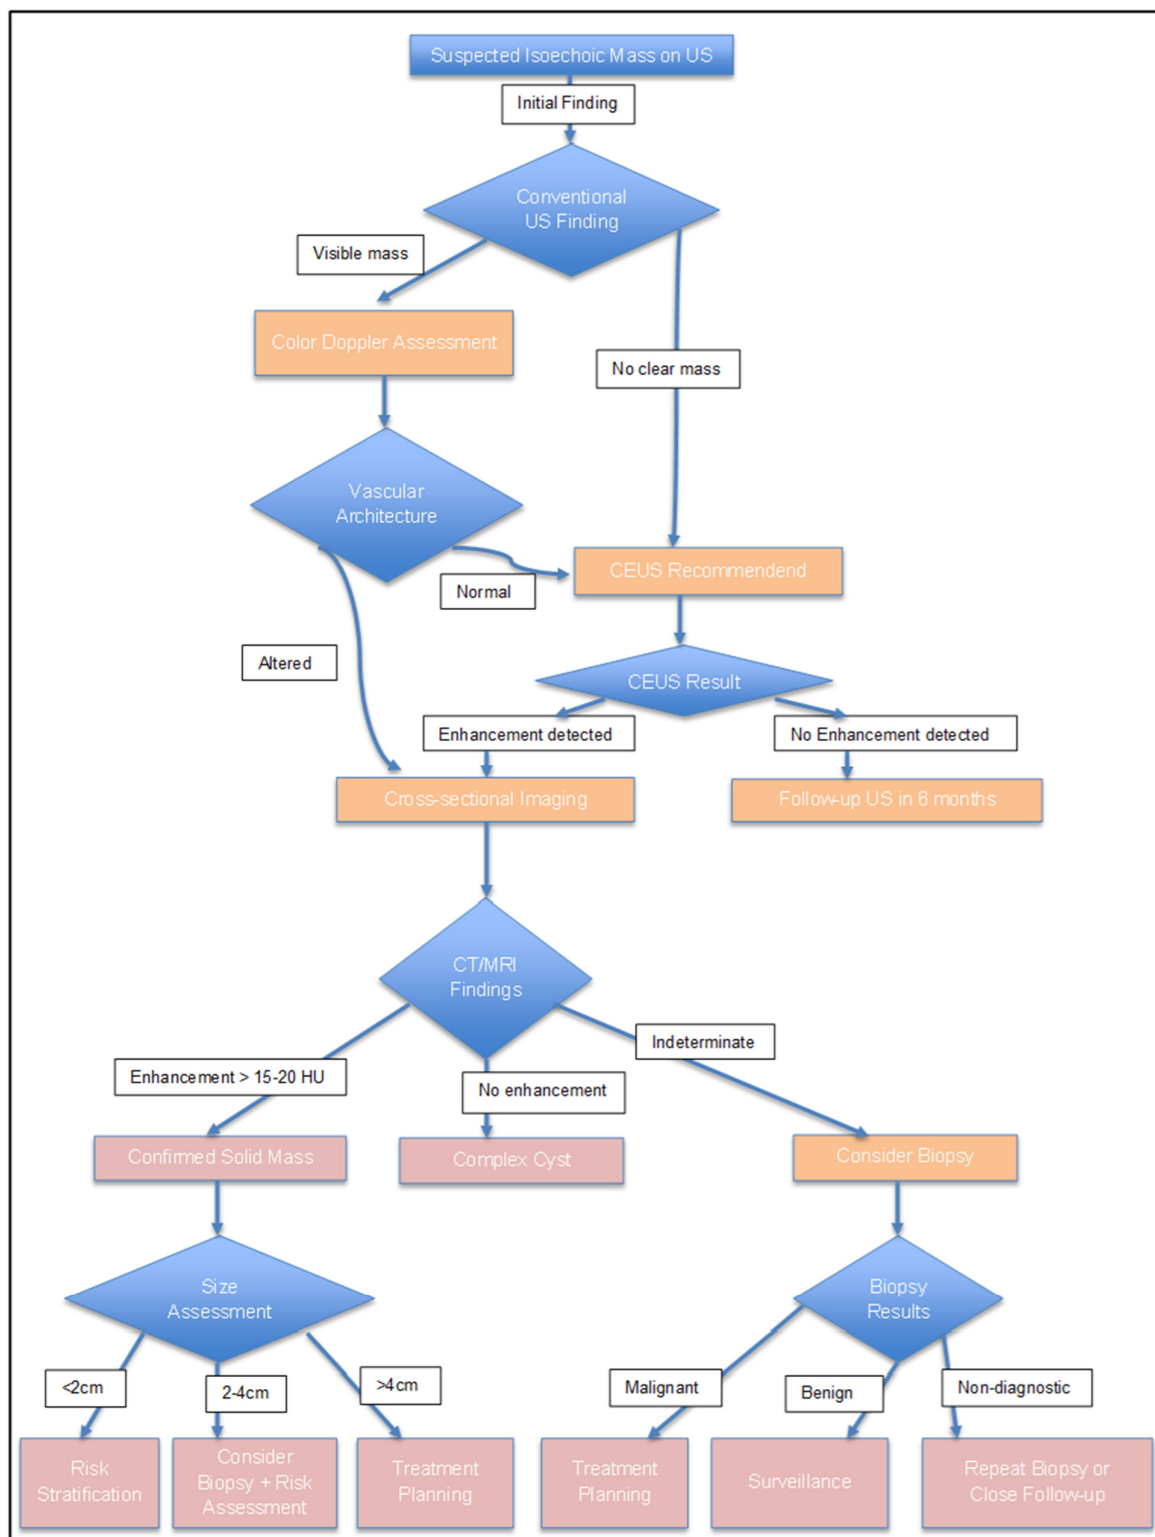 Suspected Isoechoic Mass on US
Initial Finding
Conventional
US Finding
Visible mass
Color Doppler Assessment
No clear mass
Vascular
Architecture
CEUS Recommendend
Normal
Altered
CEUS Result
Enhancement detected
No Enhancement detected
Cross-sectional Imaging
Follow-up US in 6 months
CT/MRI
Findings
Indeterminate
Enhancement > 15-20 HU
No enhancement
Confirmed Solid Mass
Complex Cyst
Consider Biopsy
Size
Assessment
Biopsy
Results
<2cm
2-4cm
>4cm
Malignant
Benign
Non-diagnostic
Risk
Stratification
Consider
Biopsy + Risk
Assessment
Treatment
Planning
Treatment
Planning
Surveillance
Repeat Biopsy or
Close Follow-up